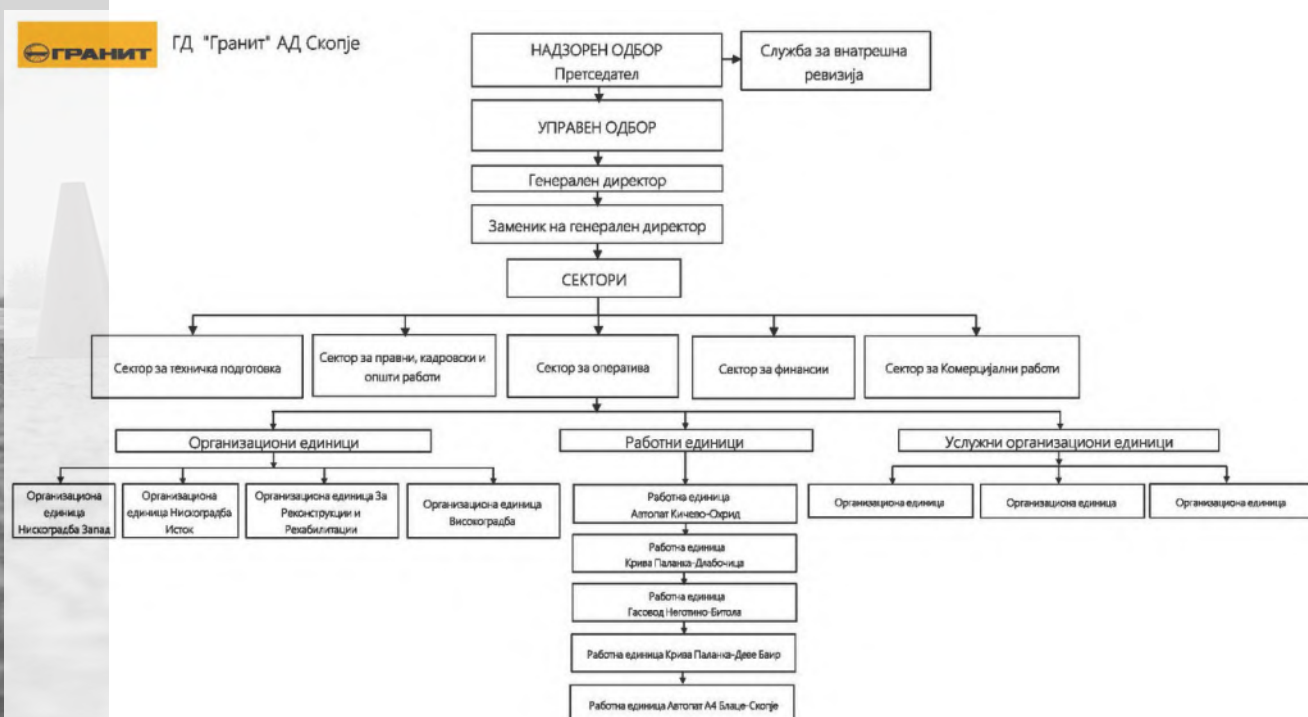 ГРАНИТ
ГД "Гранит" АД Скопје
НАДЗОРЕН ОДБОР
Претседател
Служба за внатрешна
ревизија
УПРАВЕН ОДБОР
Генерален директор
Заменик на генерален директор
СЕКТОРИ
Сектор за техничка подготовка
Сектор за правни, кадровски и
општи работи
Сектор за оператива
Сектор за финансии
Сектор за Комерцијални работи
Организациони единици
Работни единици
Услужни организациони единици
Организациона
единица
Нискоградба Запад
Организациона
единица Нискоградба
Исток
Организациона единица За
Реконструкции и
Рехабилитации
Организациона единица
Високоградба
Работна единица
Автопат Кичево-Охрид
Работна единица
Крива Паланка-Длабочица
Работна единица
Гасовод Неготино-Битола
Работна единица Крива Паланка-Деве Баир
Работна единица Автопат А4 Блаце-Скопје
Организациона единица
Организациона единица
Организациона единица